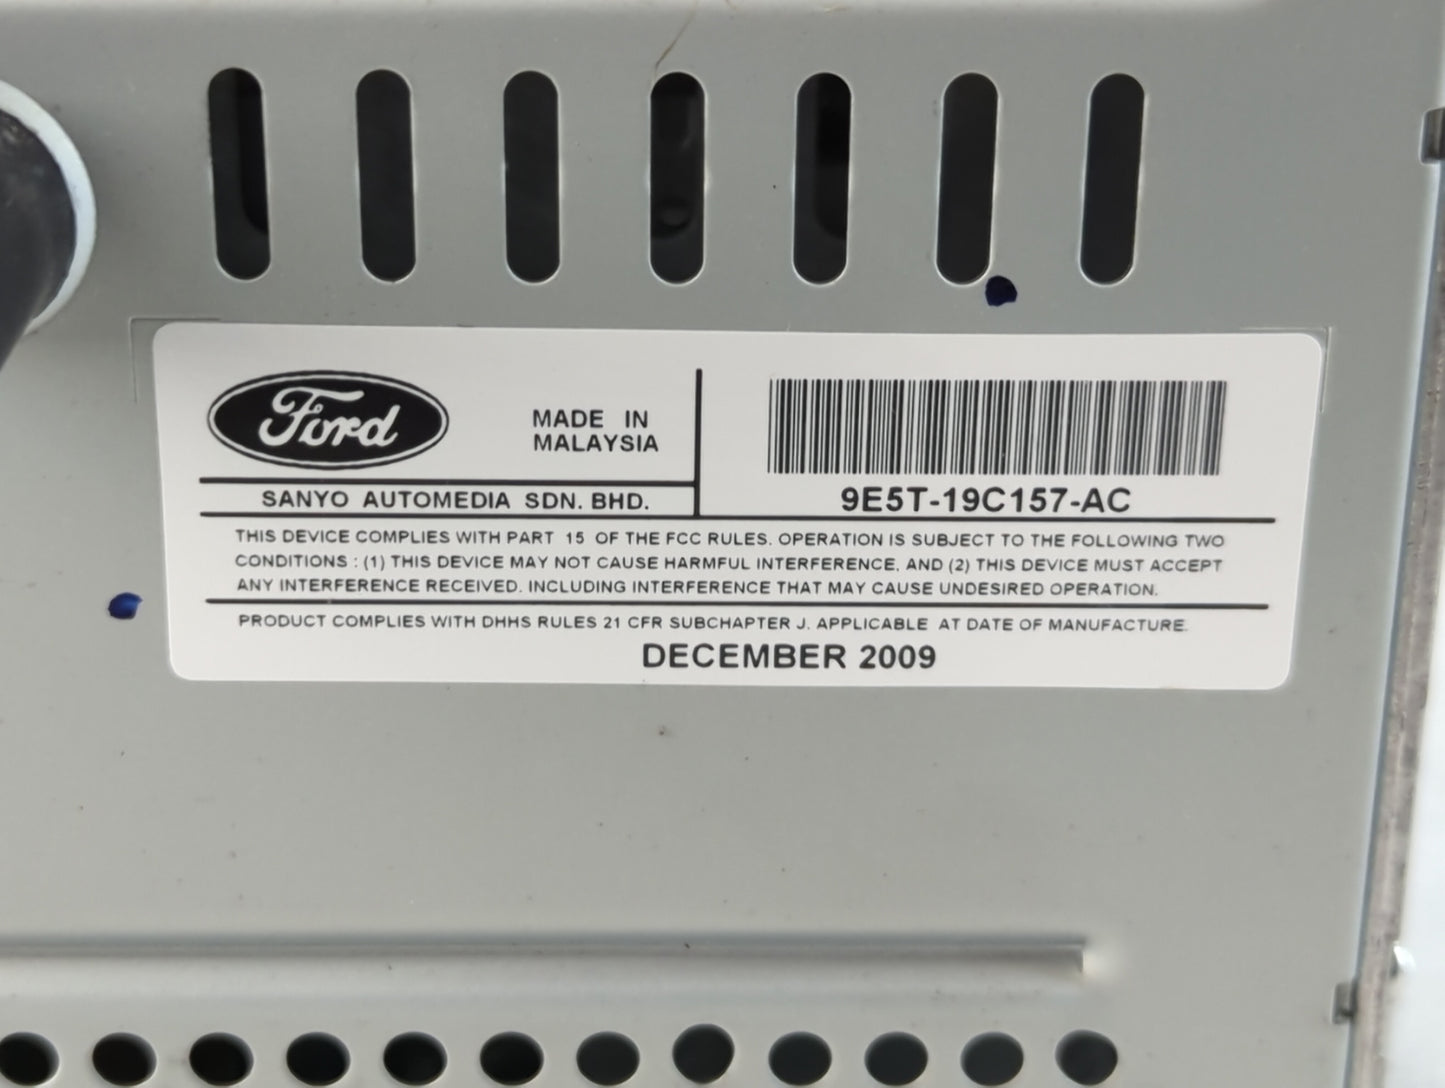 Ford
MADE IN
MALAYSIA
SANYO AUTOMEDIA SDN. BHD.
9E5T-19C157-AC
THIS DEVICE COMPLIES WITH PART 15 OF THE FCC RULES. OPERATION IS SUBJECT TO THE FOLLOWING TWO
CONDITIONS : (1) THIS DEVICE MAY NOT CAUSE HARMFUL INTERFERENCE, AND (2) THIS DEVICE MUST ACCEPT
ANY INTERFERENCE RECEIVED. INCLUDING INTERFERENCE THAT MAY CAUSE UNDESIRED OPERATION.
PRODUCT COMPLIES WITH DHHS RULES 21 CFR SUBCHAPTER J. APPLICABLE AT DATE OF MANUFACTURE.
DECEMBER 2009